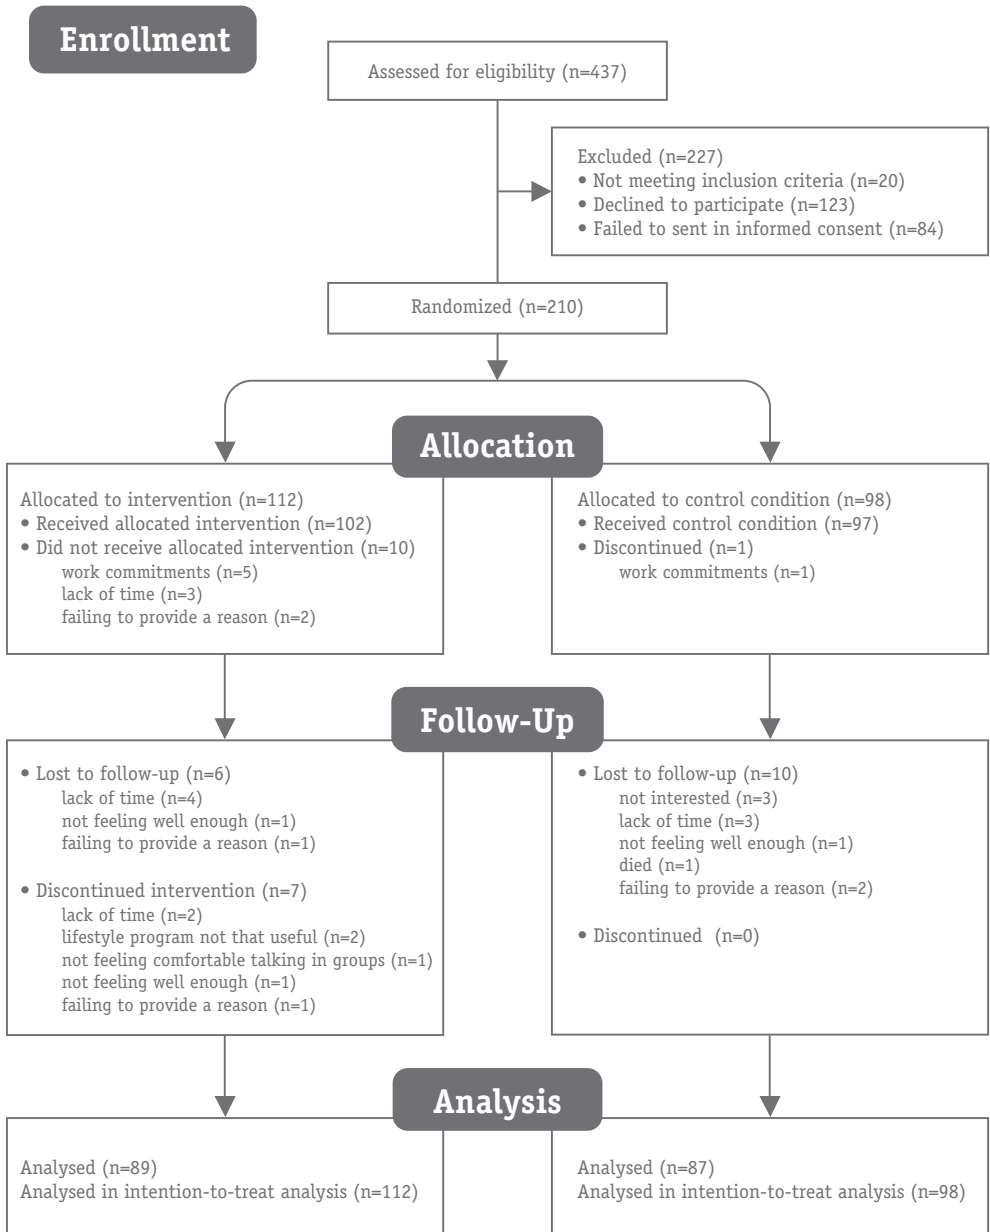 Enrollment
Assessed for eligibility (n=437)
Excluded (n=227)
• Not meeting inclusion criteria (n=20)
• Declined to participate (n=123)
• Failed to sent in informed consent (n=84)
Randomized (n=210)
Allocation
Allocated to intervention (n=112)
• Received allocated intervention (n=102)
• Did not receive allocated intervention (n=10)
work commitments (n=5)
lack of time (n=3)
failing to provide a reason (n=2)
Allocated to control condition (n=98)
• Received control condition (n=97)
• Discontinued (n=1)
work commitments (n=1)
Follow-Up
• Lost to follow-up (n=6)
lack of time (n=4)
not feeling well enough (n=1)
failing to provide a reason (n=1)
• Discontinued intervention (n=7)
lack of time (n=2)
lifestyle program not that useful (n=2)
not feeling comfortable talking in groups (n=1)
not feeling well enough (n=1)
failing to provide a reason (n=1)
• Lost to follow-up (n=10)
not interested (n=3)
lack of time (n=3)
not feeling well enough (n=1)
died (n=1)
failing to provide a reason (n=2)
• Discontinued (n=0)
Analysis
Analysed (n=89)
Analysed in intention-to-treat analysis (n=112)
Analysed (n=87)
Analysed in intention-to-treat analysis (n=98)